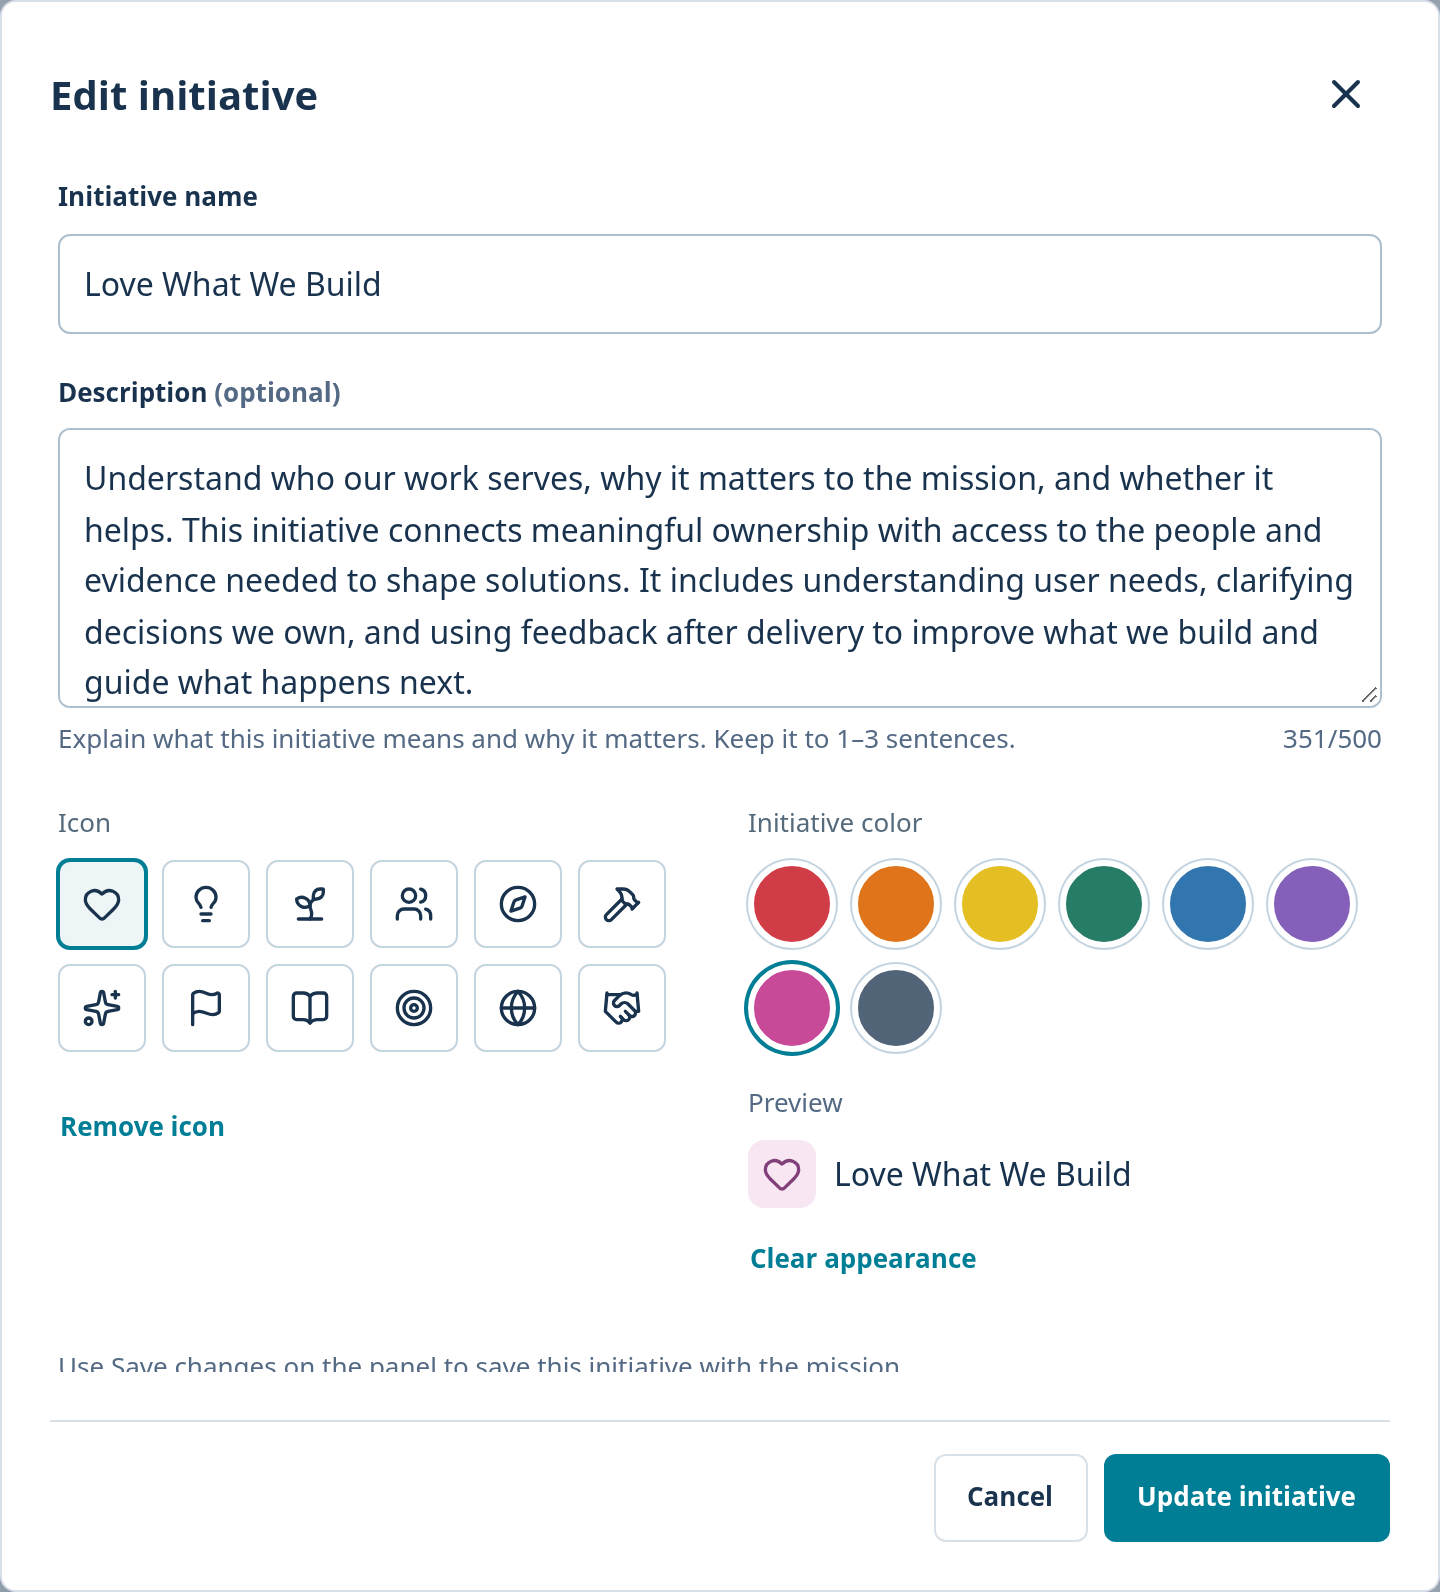 Edit initiative
Initiative name
Love What We Build
Description (optional)
Understand who our work serves, why it matters to the mission, and whether it
helps. This initiative connects meaningful ownership with access to the people and
evidence needed to shape solutions. It includes understanding user needs, clarifying
decisions we own, and using feedback after delivery to improve what we build and
guide what happens next.
Explain what this initiative means and why it matters. Keep it to 1–3 sentences.
351/500
Icon
Initiative color
Remove icon
Preview
Love What We Build
Clear appearance
Use Save changes on the panel to save this initiative with the mission
Cancel
Update initiative